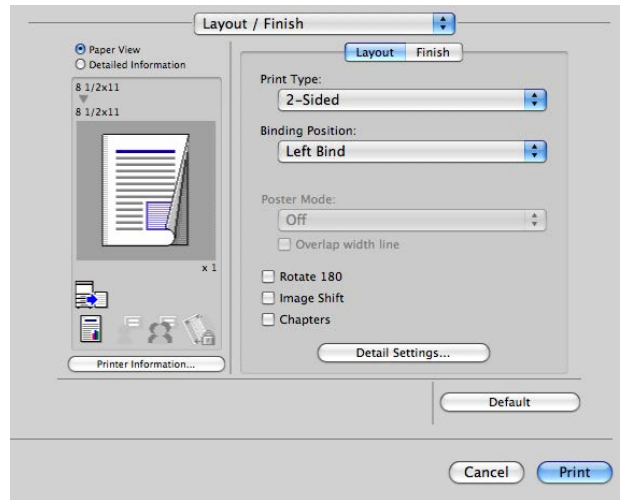 Layout / Finish
Paper View
Detailed Information
8 1/2x11
8 1/2x11
x 1
Printer Information...
Layout Finish
Print Type:
2-Sided
Binding Position:
Left Bind
Poster Mode:
Off
Overlap width line
Rotate 180
Image Shift
Chapters
Detail Settings...
Default
Cancel Print